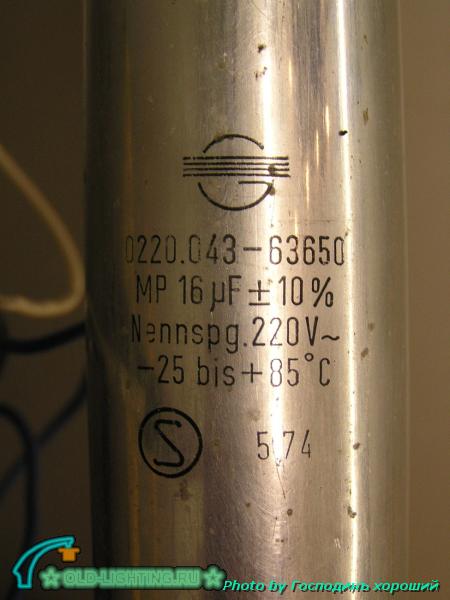 0220.043-63650
MP 16 µF ± 10%
Nennspg. 220V~
-25 bis + 85°C
S 5 74
OLD-LIGHTING.RU
Photo by Господинъ хороший